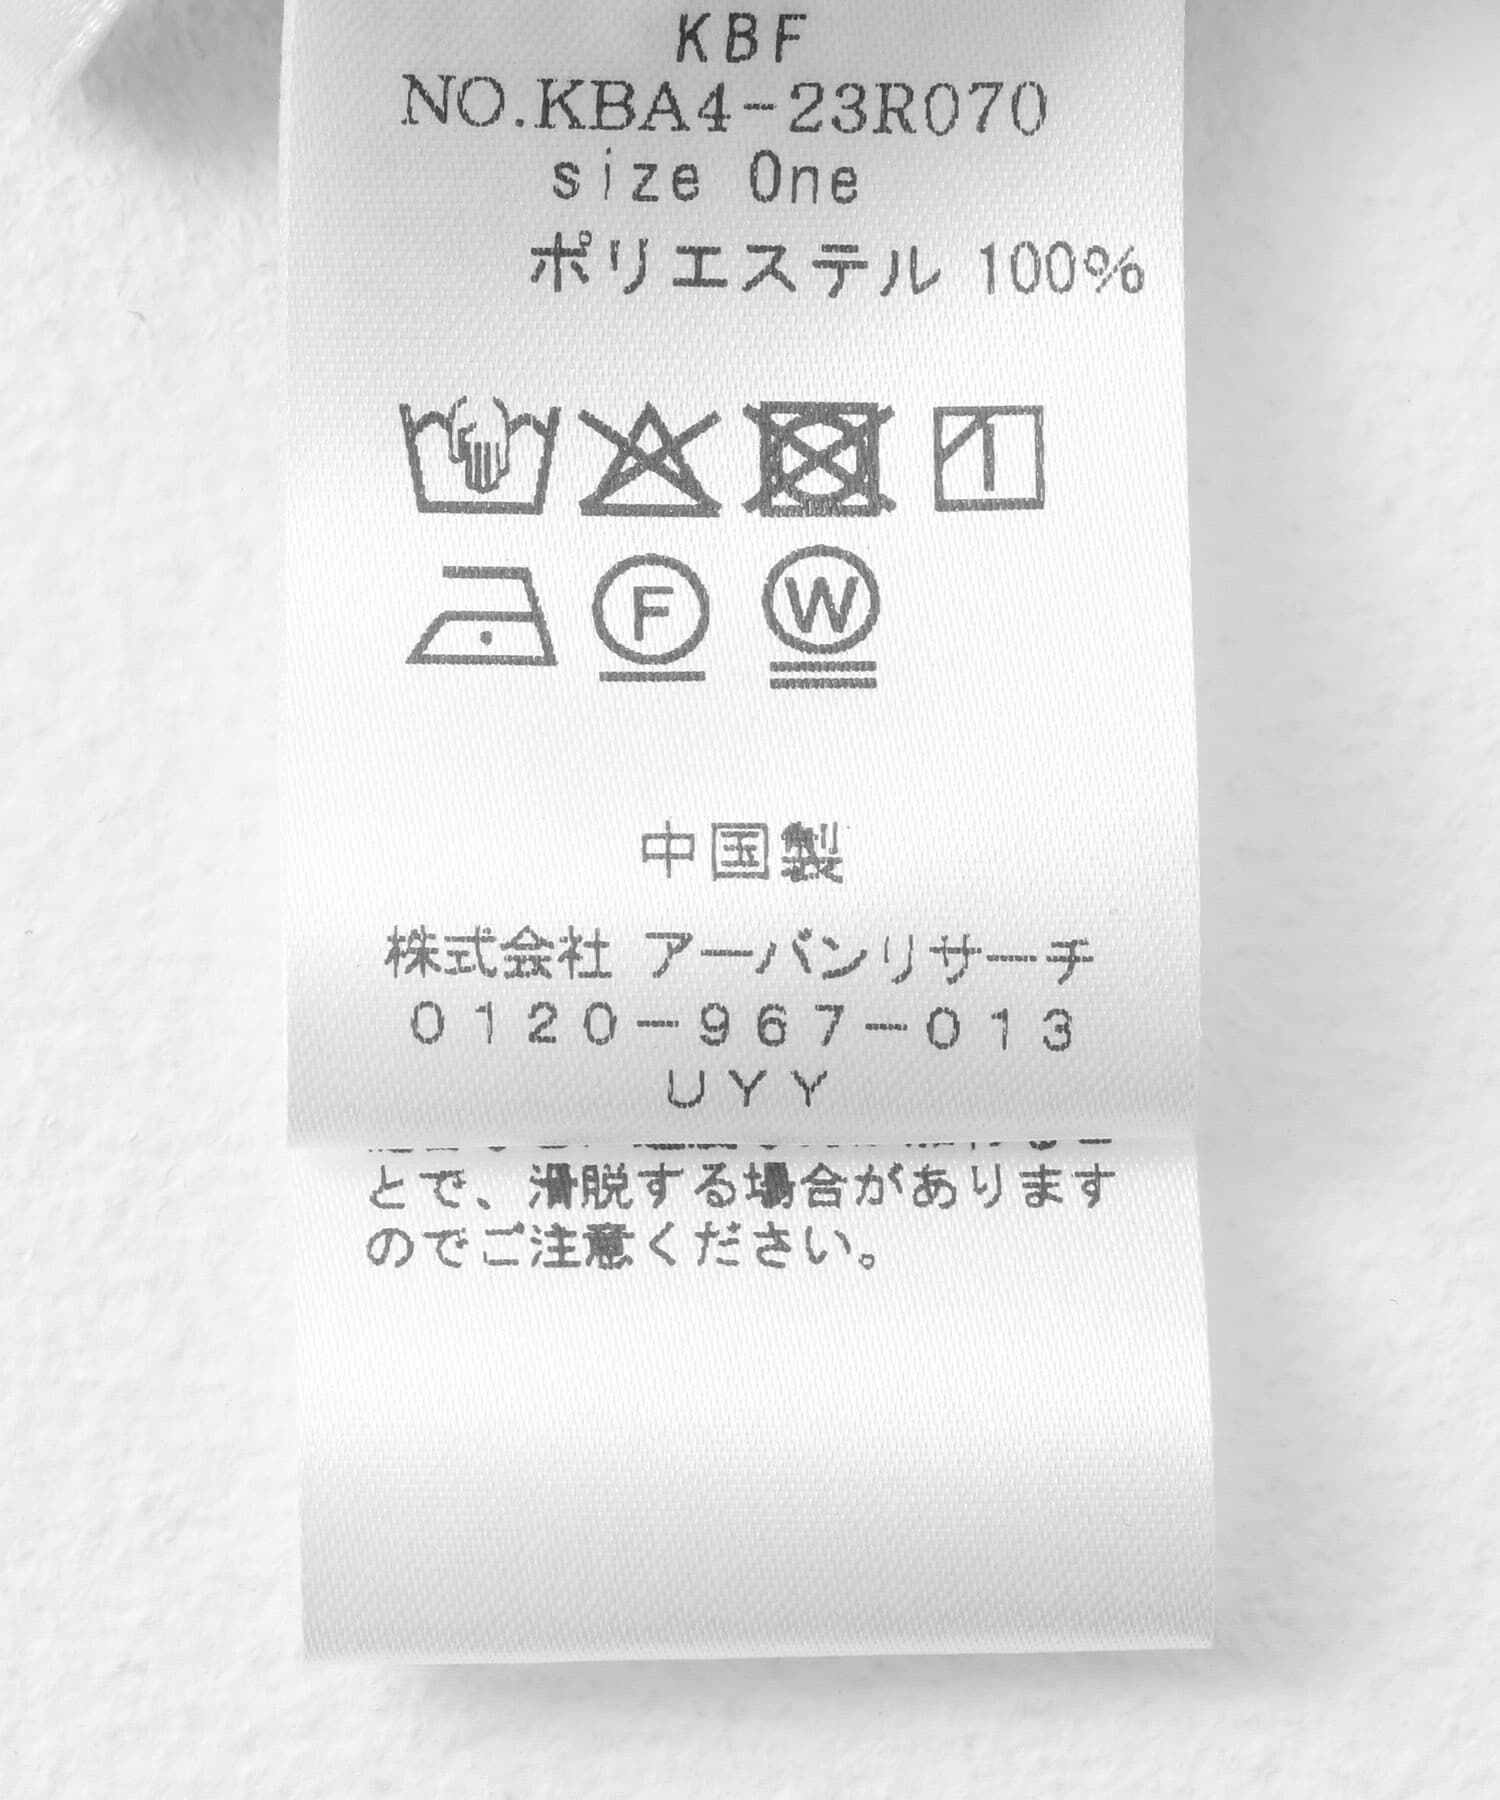 KBF
NO.KBA4-23R070
size One
ポリエステル 100%
F W
中国製
株式会社 アーバンリサーチ
0120-967-013
UYY
とで、滑脱する場合があります
のでご注意ください。